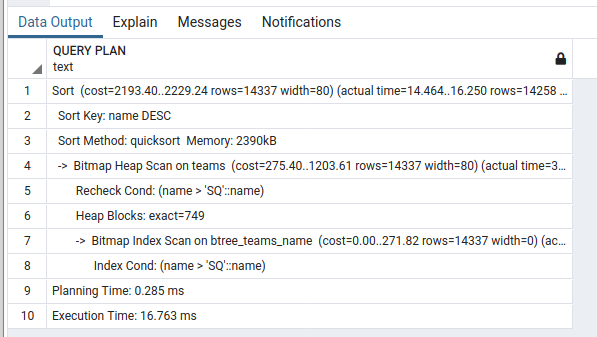 Data Output Explain Messages Notifications
QUERY PLAN
text
1 Sort (cost=2193.40..2229.24 rows=14337 width=80) (actual time=14.464..16.250 rows=14258 ...
2 Sort Key: name DESC
3 Sort Method: quicksort Memory: 2390kB
4 -> Bitmap Heap Scan on teams (cost=275.40..1203.61 rows=14337 width=80) (actual time=3...
5 Recheck Cond: (name > 'SQ'::name)
6 Heap Blocks: exact=749
7 -> Bitmap Index Scan on btree_teams_name (cost=0.00..271.82 rows=14337 width=0) (ac...
8 Index Cond: (name > 'SQ'::name)
9 Planning Time: 0.285 ms
10 Execution Time: 16.763 ms